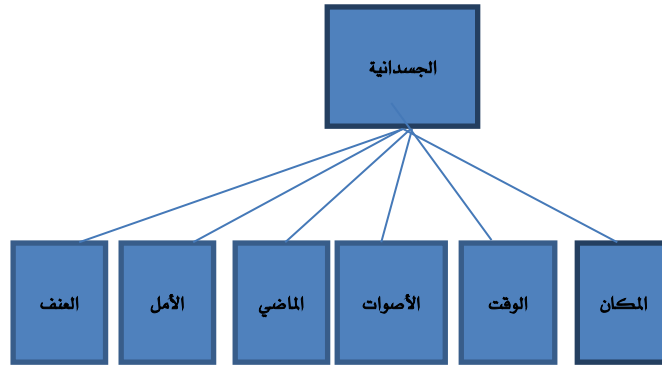 الجسدانية
المكان
الوقت
الأصوات
الماضي
الأمل
العنف